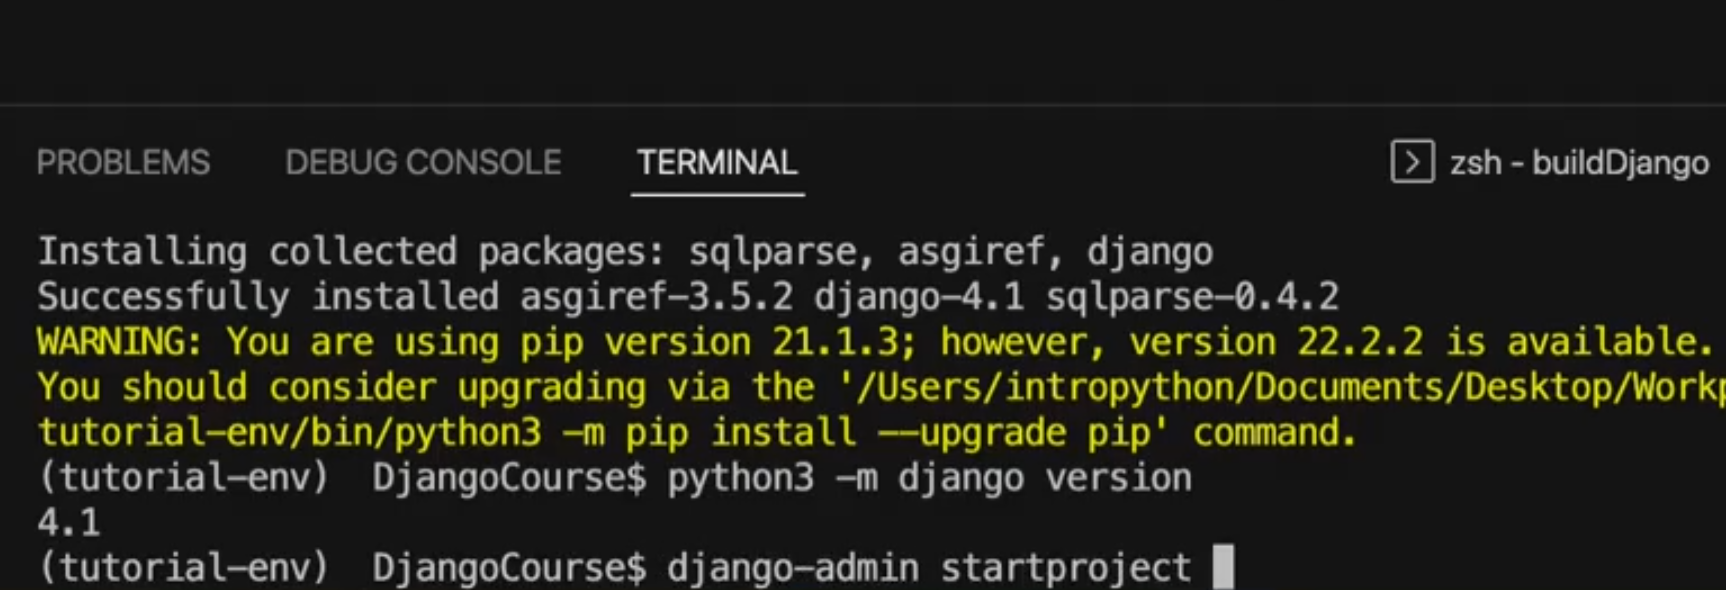 PROBLEMS DEBUG CONSOLE TERMINAL zsh - buildDjango
Installing collected packages: sqlparse, asgiref, django
Successfully installed asgiref-3.5.2 django-4.1 sqlparse-0.4.2
WARNING: You are using pip version 21.1.3; however, version 22.2.2 is available.
You should consider upgrading via the '/Users/intropython/Documents/Desktop/Workp
tutorial-env/bin/python3 -m pip install --upgrade pip' command.
(tutorial-env) DjangoCourse$ python3 -m django version
4.1
(tutorial-env) DjangoCourse$ django-admin startproject